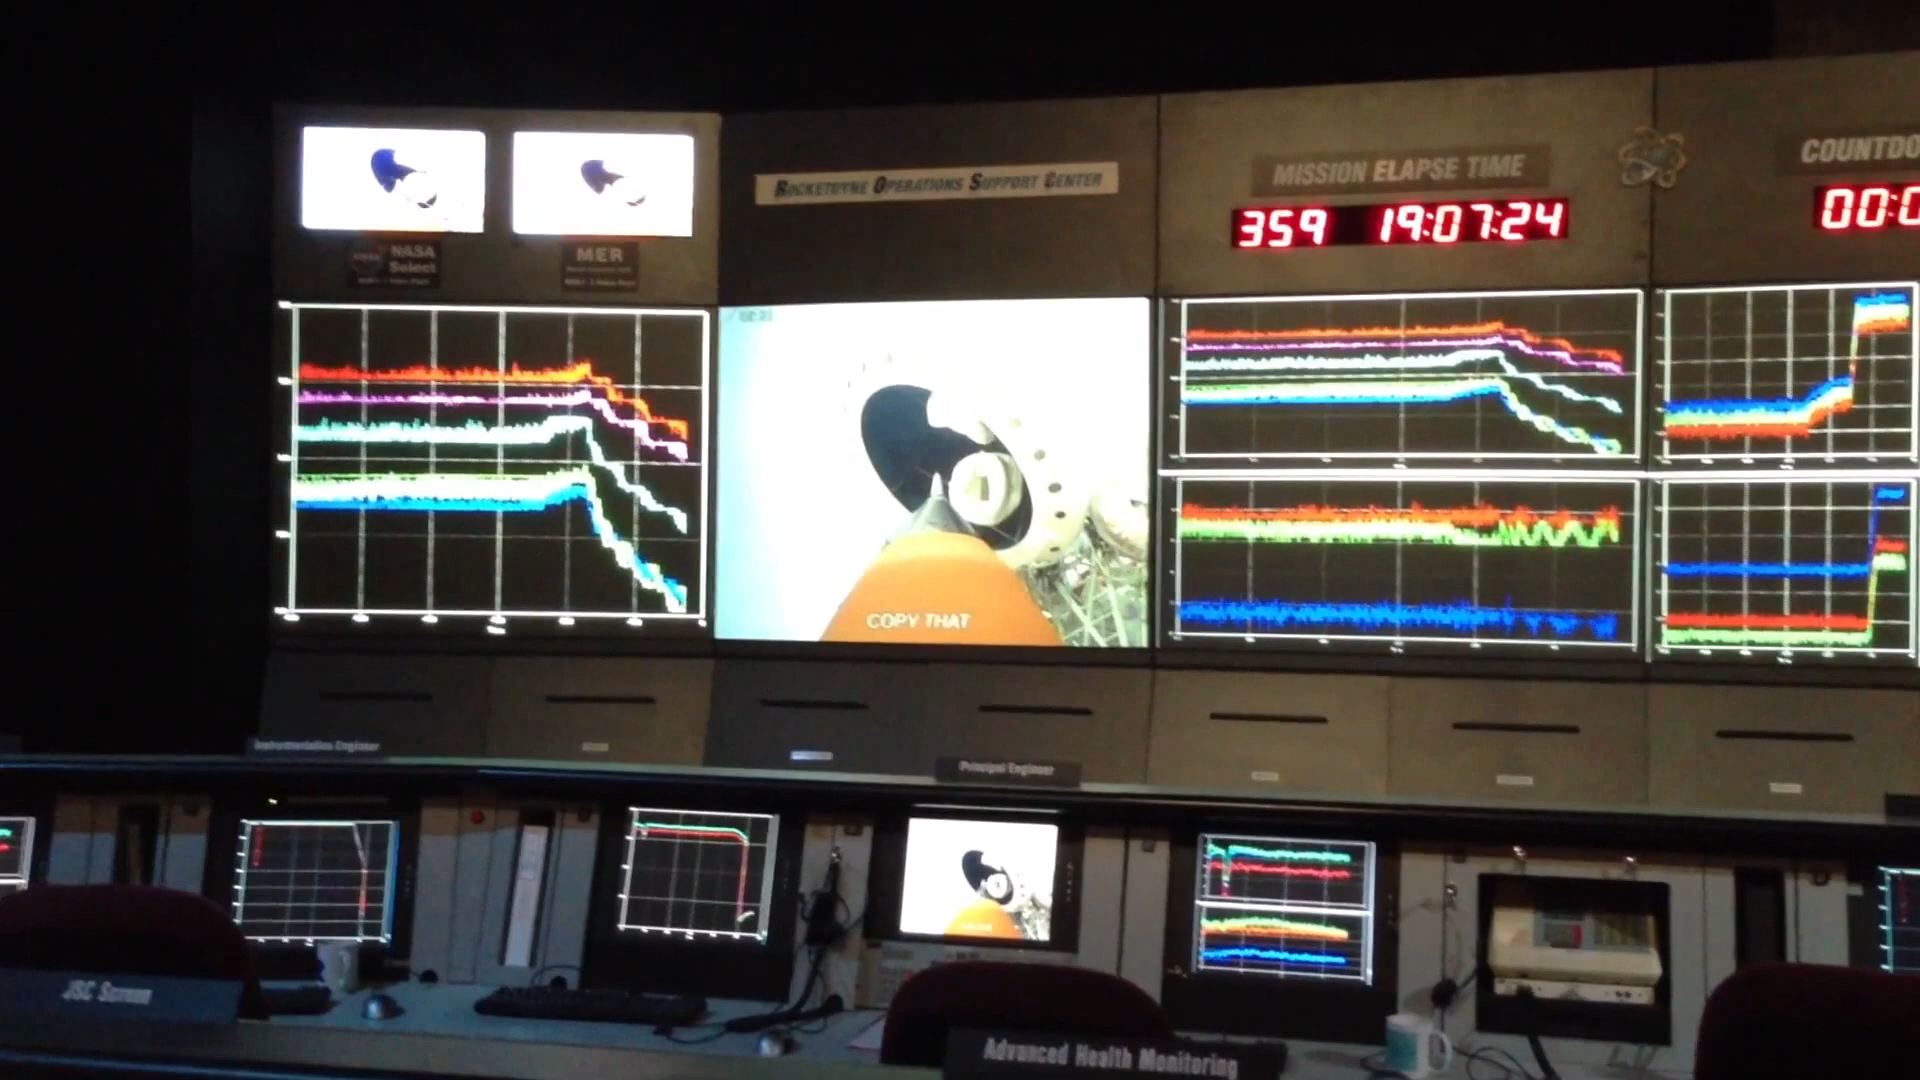 ROCKETDYNE OPERATIONS SUPPORT CENTER
MISSION ELAPSE TIME
COUNTDO
359 19:07:24
00:0
NASA
Select
MER
COPY THAT
Instrumentation Engineer
Principal Engineer
JSC Screen
Advanced Health Monitoring